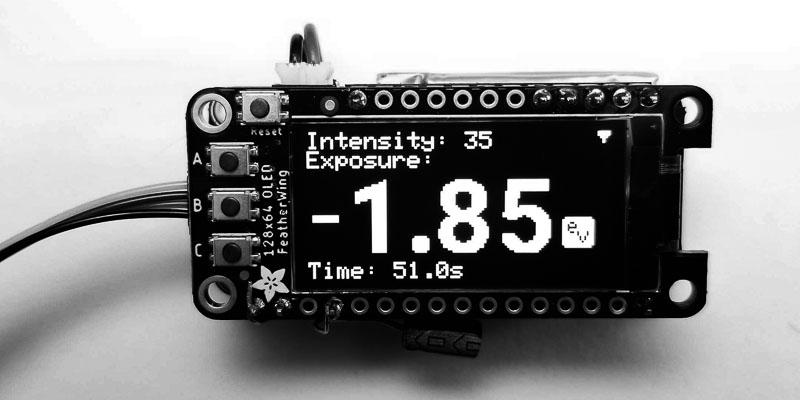 Reset
A
B
C
128x64 OLED
FeatherWing
Intensity: 35
Exposure:
-1.85 eV
Time: 51.0s